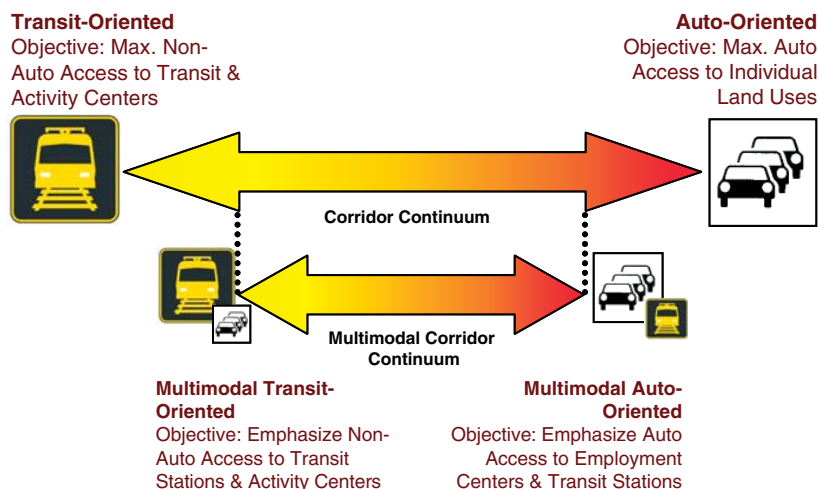 Transit-Oriented
Objective: Max. Non-
Auto Access to Transit &
Activity Centers
Auto-Oriented
Objective: Max. Auto
Access to Individual
Land Uses
Corridor Continuum
Multimodal Corridor
Continuum
Multimodal Transit-
Oriented
Objective: Emphasize Non-
Auto Access to Transit
Stations & Activity Centers
Multimodal Auto-
Oriented
Objective: Emphasize Auto
Access to Employment
Centers & Transit Stations